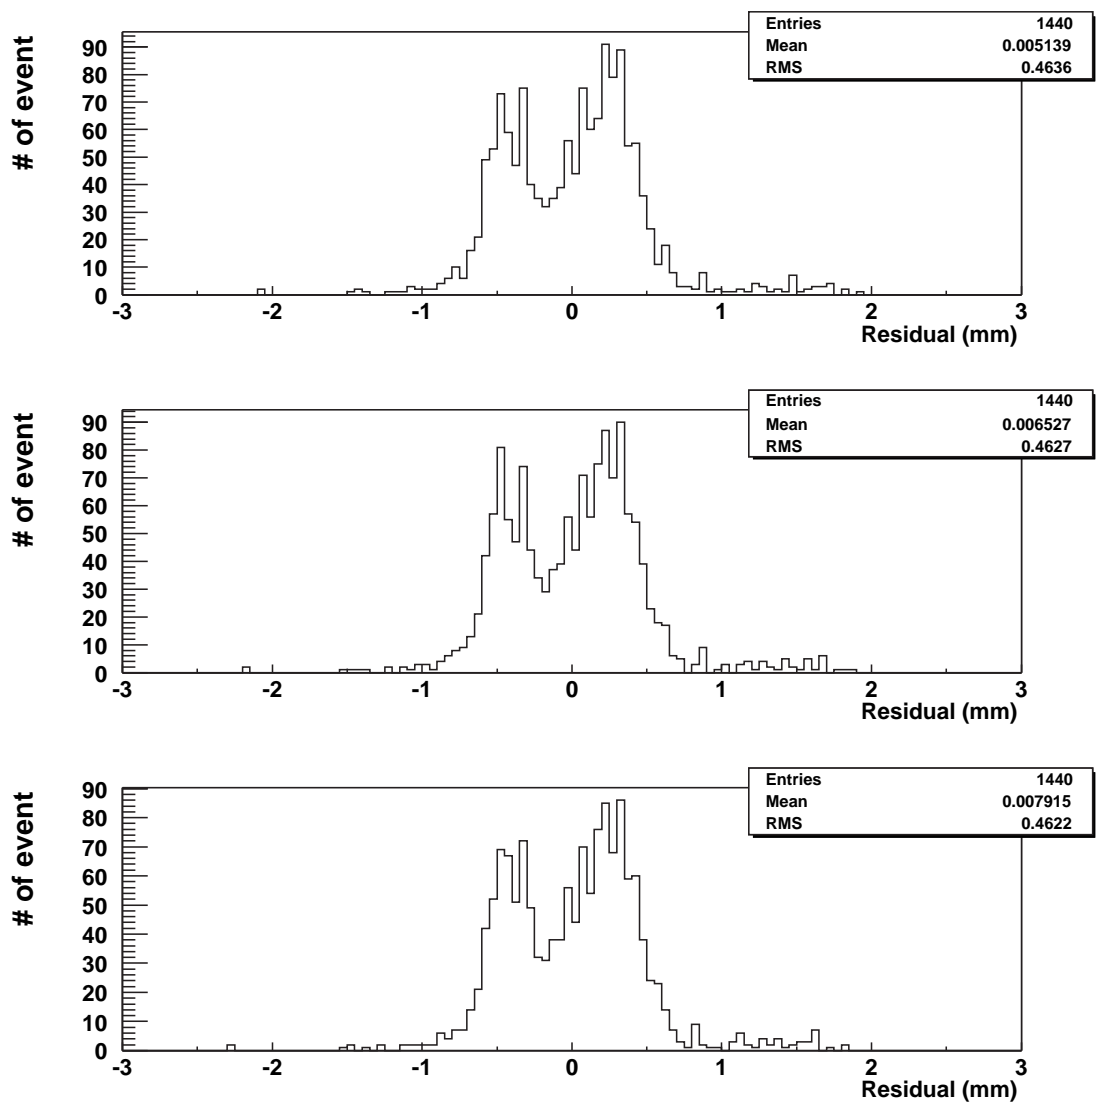 Entries 1440
Mean 0.005139
RMS 0.4636
# of event
90
80
70
60
50
40
30
20
10
0
-3 -2 -1 0 1 2 3
Residual (mm)
Entries 1440
Mean 0.006527
RMS 0.4627
# of event
90
80
70
60
50
40
30
20
10
0
-3 -2 -1 0 1 2 3
Residual (mm)
Entries 1440
Mean 0.007915
RMS 0.4622
# of event
90
80
70
60
50
40
30
20
10
0
-3 -2 -1 0 1 2 3
Residual (mm)